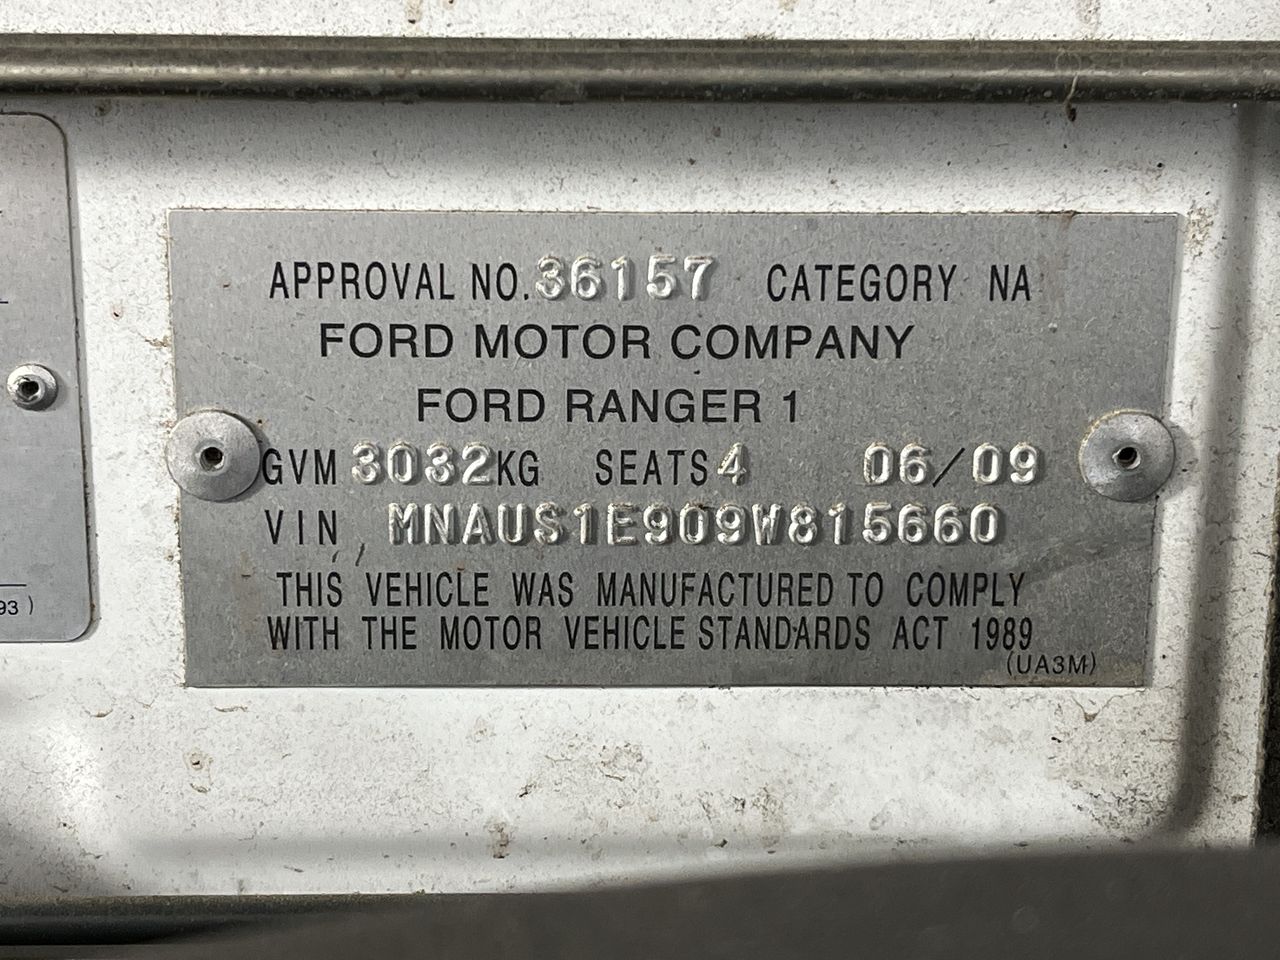 APPROVAL NO. 36157 CATEGORY NA
FORD MOTOR COMPANY
FORD RANGER 1
GVM 3032KG SEATS 4 06/09
VIN MNAUS1E909W815660
THIS VEHICLE WAS MANUFACTURED TO COMPLY
WITH THE MOTOR VEHICLE STANDARDS ACT 1989
(UA3M)
93)